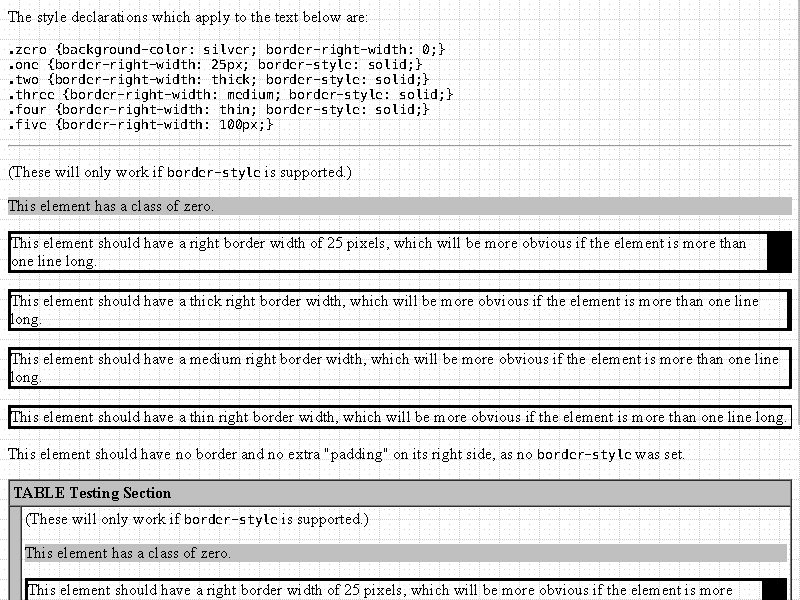 The style declarations which apply to the text below are:
.zero {background-color: silver; border-right-width: 0;}
.one {border-right-width: 25px; border-style: solid;}
.two {border-right-width: thick; border-style: solid;}
.three {border-right-width: medium; border-style: solid;}
.four {border-right-width: thin; border-style: solid;}
.five {border-right-width: 100px;}
(These will only work if border-style is supported.)
This element has a class of zero.
This element should have a right border width of 25 pixels, which will be more obvious if the element is more than
one line long.
This element should have a thick right border width, which will be more obvious if the element is more than one line
long.
This element should have a medium right border width, which will be more obvious if the element is more than one line
long.
This element should have a thin right border width, which will be more obvious if the element is more than one line long.
This element should have no border and no extra "padding" on its right side, as no border-style was set.
TABLE Testing Section
(These will only work if border-style is supported.)
This element has a class of zero.
This element should have a right border width of 25 pixels, which will be more obvious if the element is more